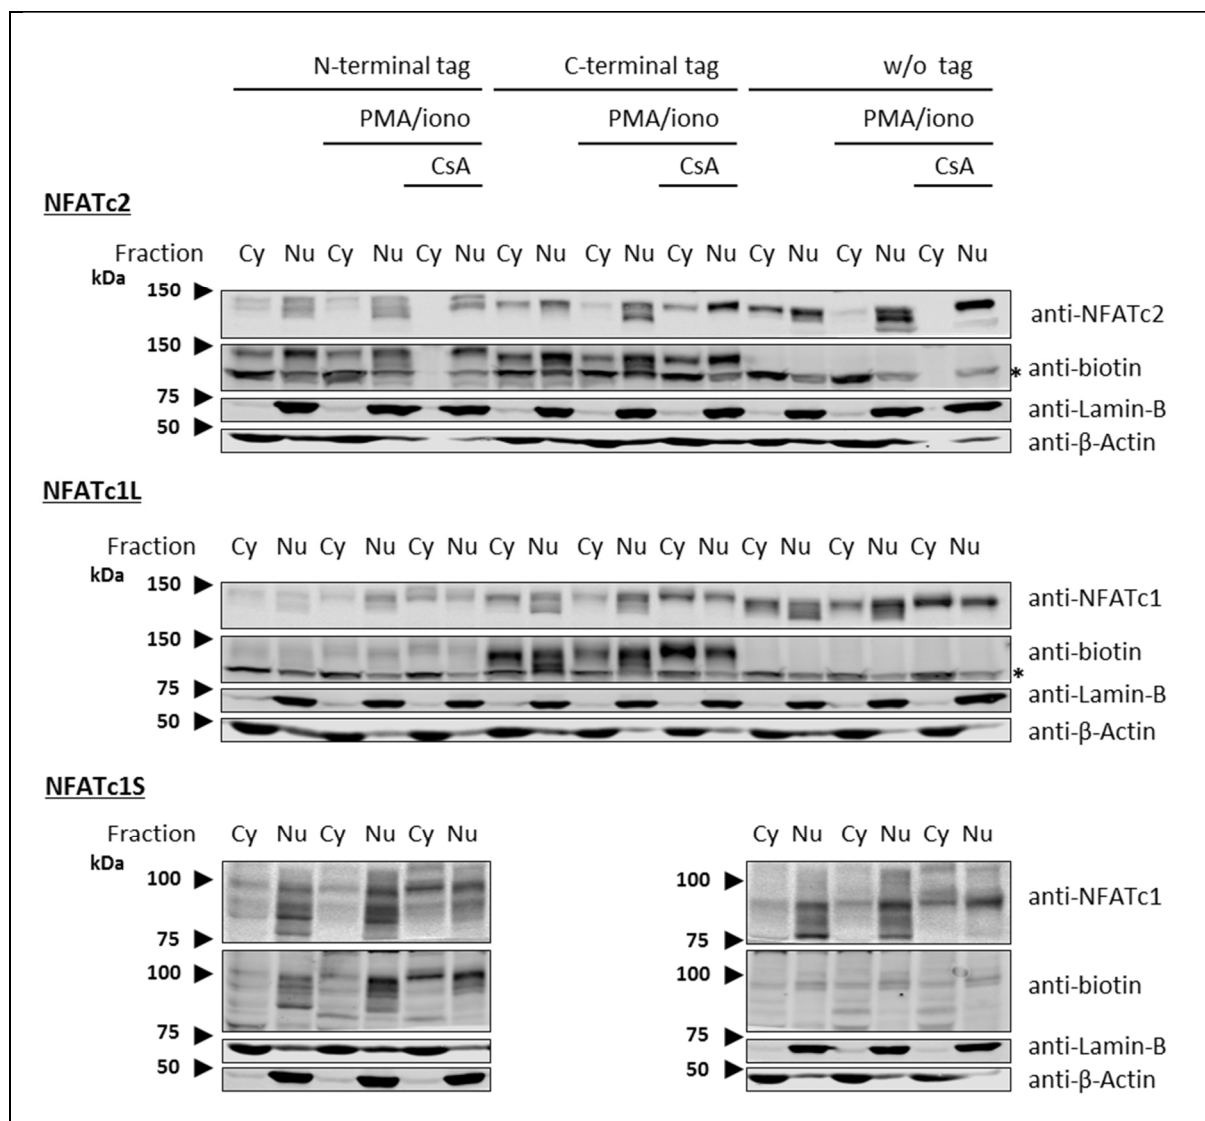 N-terminal tag C-terminal tag w/o tag
PMA/iono PMA/iono PMA/iono
CsA CsA CsA
NFATc2
Fraction Cy Nu Cy Nu Cy Nu Cy Nu Cy Nu Cy Nu Cy Nu Cy Nu Cy Nu
kDa
150 ▶ anti-NFATc2
150 ▶ * anti-biotin
75 ▶ anti-Lamin-B
50 ▶ anti-β-Actin
NFATc1L
Fraction Cy Nu Cy Nu Cy Nu Cy Nu Cy Nu Cy Nu Cy Nu Cy Nu Cy Nu
kDa
150 ▶ anti-NFATc1
150 ▶ anti-biotin
*
75 ▶ anti-Lamin-B
50 ▶ anti-β-Actin
NFATc1S
Fraction Cy Nu Cy Nu Cy Nu Cy Nu Cy Nu Cy Nu
kDa
100 ▶ 100 ▶ anti-NFATc1
75 ▶ 75 ▶
100 ▶ 100 ▶ anti-biotin
75 ▶ 75 ▶ anti-Lamin-B
50 ▶ 50 ▶ anti-β-Actin